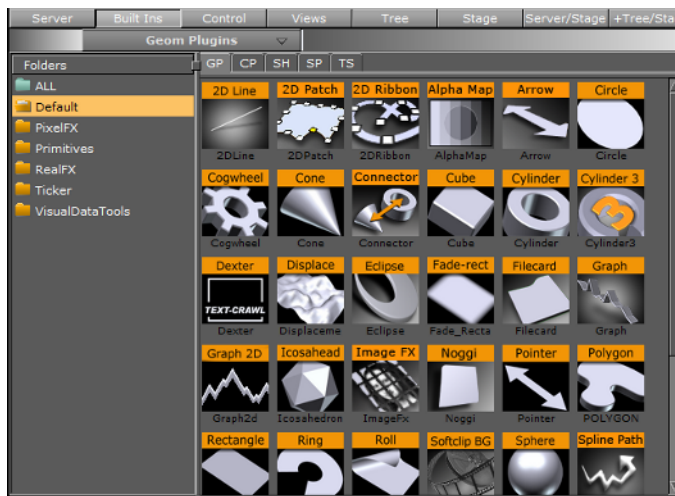 Server Built Ins Control Views Tree Stage Server/Stage +Tree/Sta
Geom Plugins
Folders
GP CP SH SP TS
ALL
Default
PixelFX
Primitives
RealFX
Ticker
VisualDataTools
2D Line 2D Patch 2D Ribbon Alpha Map Arrow Circle
2DLine 2DPatch 2DRibbon AlphaMap Arrow Circle
Cogwheel Cone Connector Cube Cylinder Cylinder 3
3
Cogwheel Cone Connector Cube Cylinder Cylinder3
Dexter Displace Eclipse Fade-rect Filecard Graph
TEXT-CRAWL
Dexter Displaceme Eclipse Fade_Recta Filecard Graph
Graph 2D Icosahead Image FX Noggi Pointer Polygon
Graph2d Icosahedron ImageFx Noggi Pointer POLYGON
Rectangle Ring Roll Softclip BG Sphere Spline Path